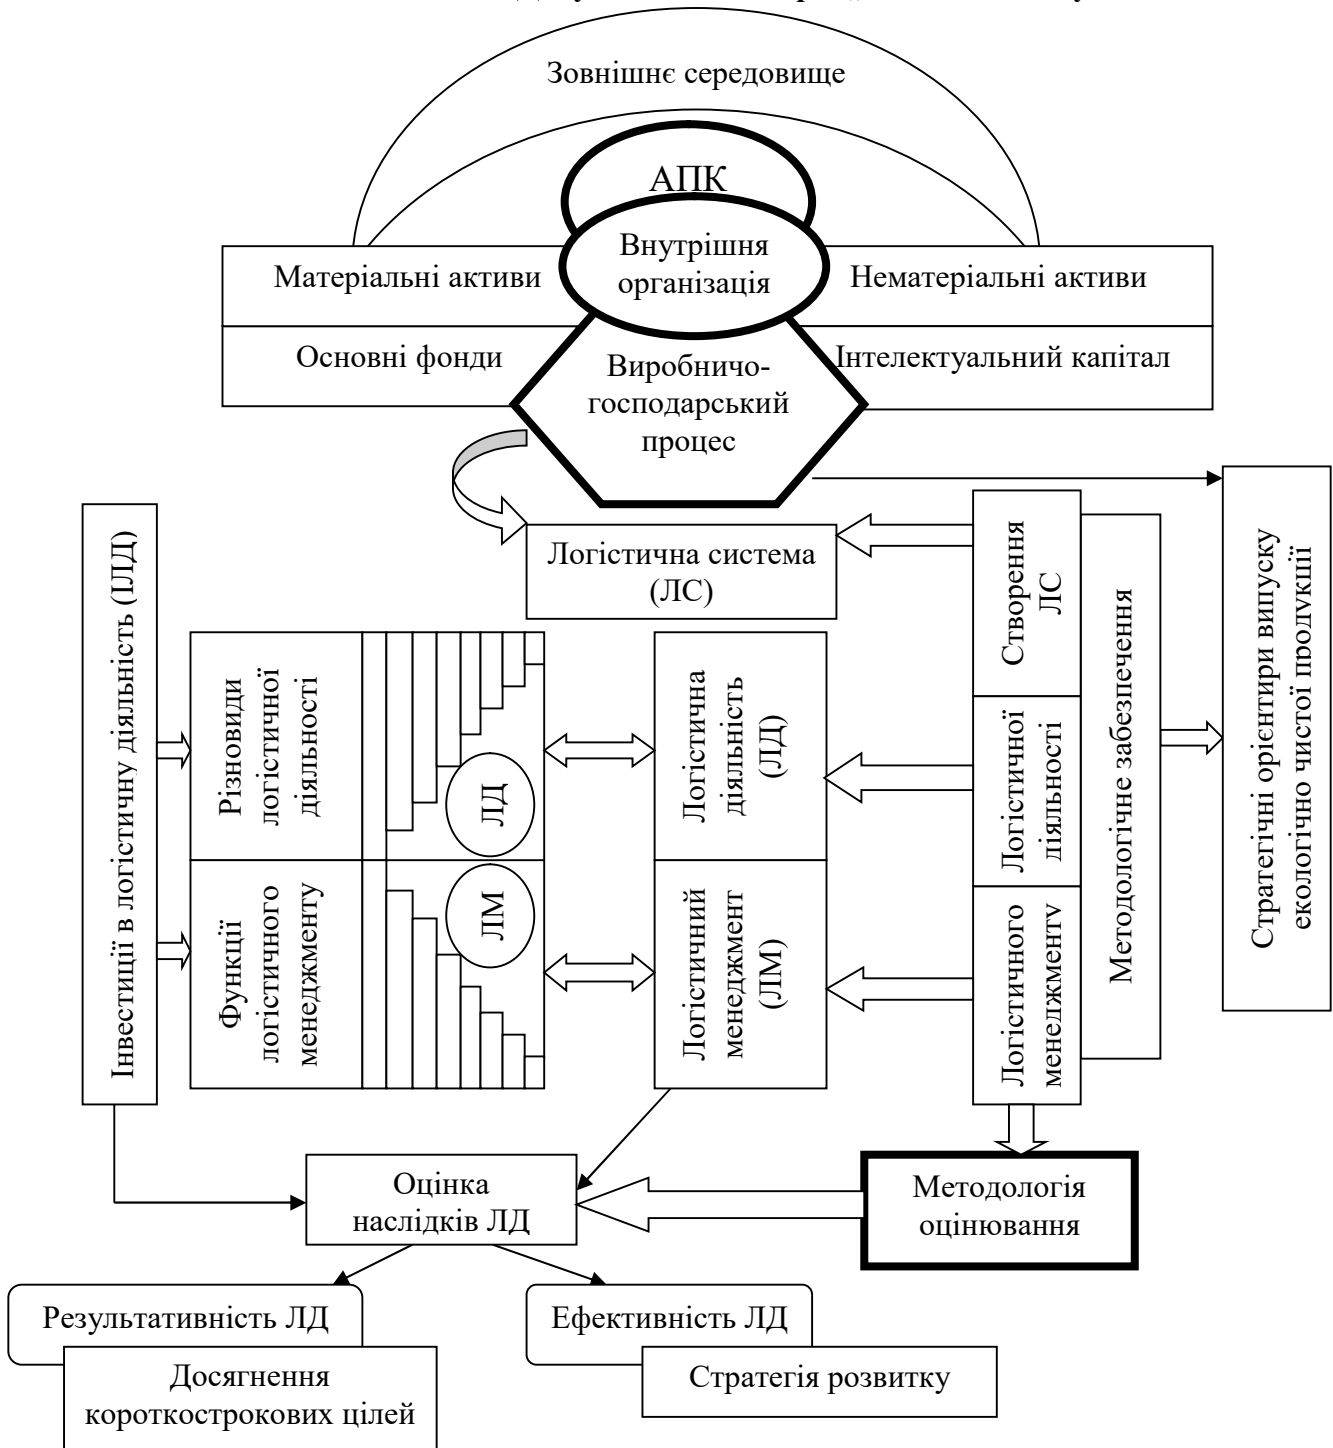 Зовнішнє середовище
АПК
Внутрішня
організація
Матеріальні активи
Нематеріальні активи
Основні фонди
Інтелектуальний капітал
Виробничо-
господарський
процес
Логістична система
(ЛС)
Інвестиції в логістичну діяльність (ІЛД)
Різновиди
логістичної
діяльності
ЛД
Функції
логістичного
менеджменту
ЛМ
Логістична
діяльність
(ЛД)
Логістичний
менеджмент
(ЛМ)
Створення
ЛС
Логістичної
діяльності
Логістичного
менеджменту
Методологічне забезпечення
Стратегічні орієнтири випуску
екологічно чистої продукції
Оцінка
наслідків ЛД
Методологія
оцінювання
Результативність ЛД
Досягнення
короткострокових цілей
Ефективність ЛД
Стратегія розвитку